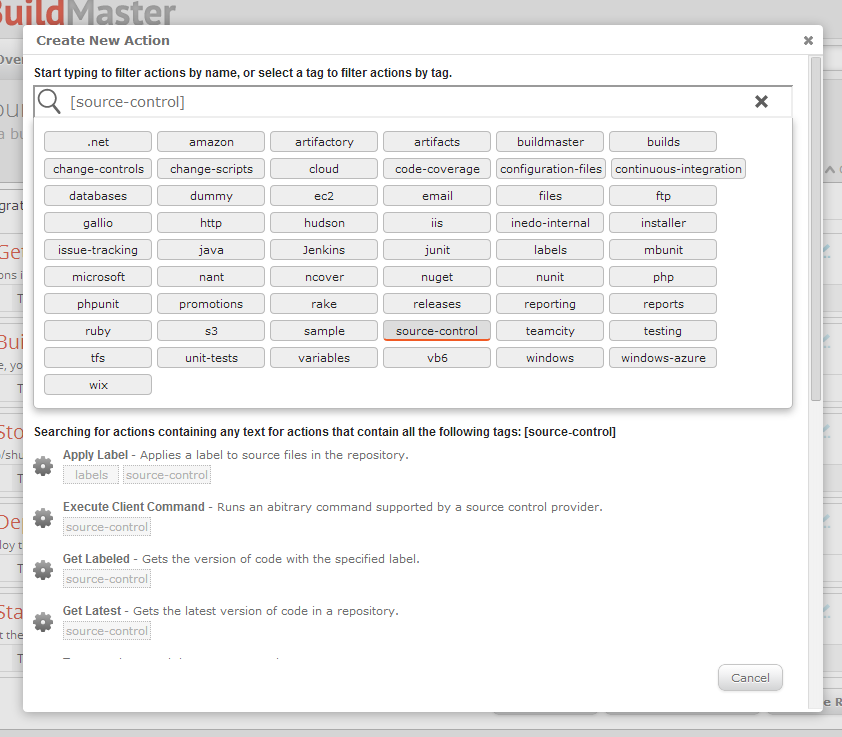 BuildMaster
Create New Action
Start typing to filter actions by name, or select a tag to filter actions by tag.
[source-control]
.net amazon artifactory artifacts buildmaster builds
change-controls change-scripts cloud code-coverage configuration-files continuous-integration
databases dummy ec2 email files ftp
gallio http hudson iis inedo-internal installer
issue-tracking java Jenkins junit labels mbunit
microsoft nant ncover nuget nunit php
phpunit promotions rake releases reporting reports
ruby s3 sample source-control teamcity testing
tfs unit-tests variables vb6 windows windows-azure
wix
Searching for actions containing any text for actions that contain all the following tags: [source-control]
Apply Label - Applies a label to source files in the repository.
labels source-control
Execute Client Command - Runs an abitrary command supported by a source control provider.
source-control
Get Labeled - Gets the version of code with the specified label.
source-control
Get Latest - Gets the latest version of code in a repository.
source-control
Cancel